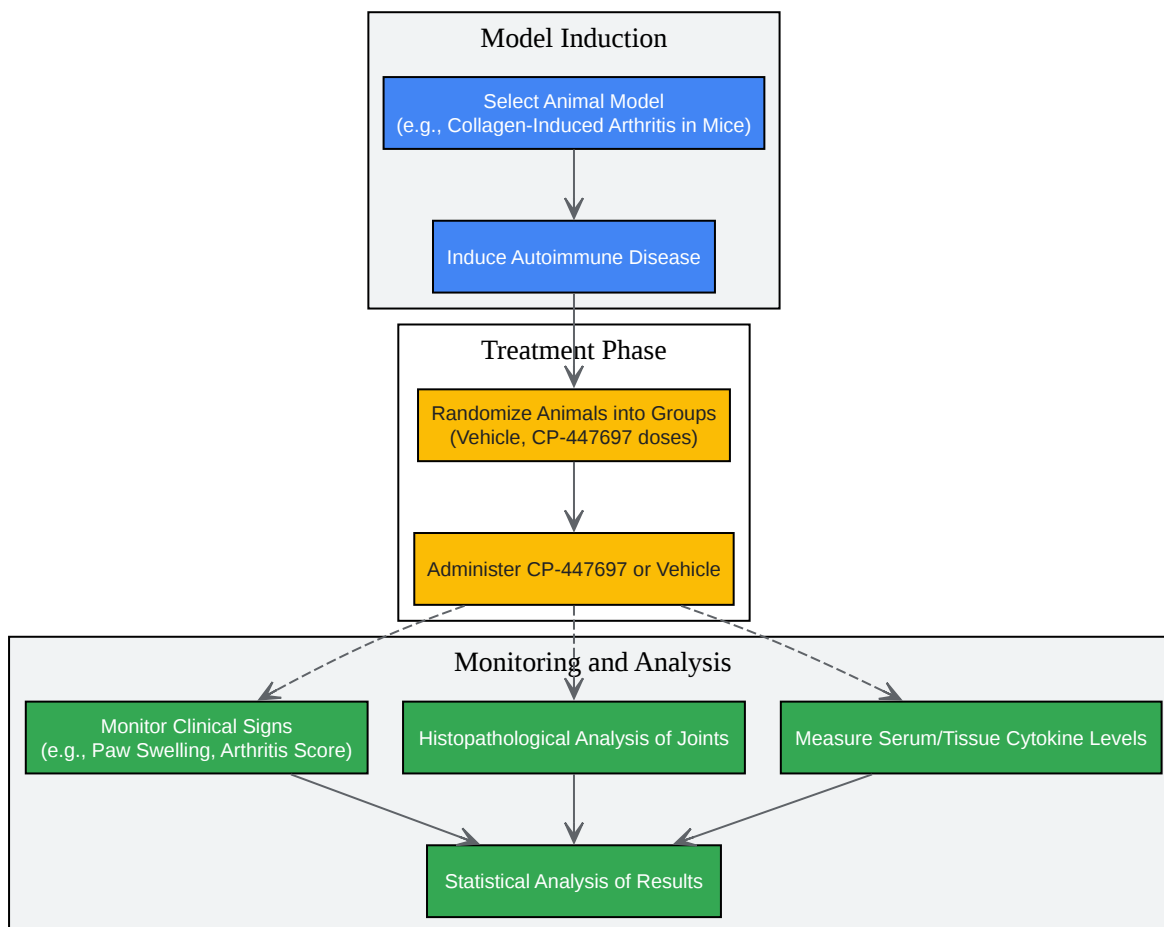 Model Induction
Select Animal Model
(e.g., Collagen-Induced Arthritis in Mice)
Induce Autoimmune Disease
Treatment Phase
Randomize Animals into Groups
(Vehicle, CP-447697 doses)
Administer CP-447697 or Vehicle
Monitoring and Analysis
Monitor Clinical Signs
(e.g., Paw Swelling, Arthritis Score)
Histopathological Analysis of Joints
Measure Serum/Tissue Cytokine Levels
Statistical Analysis of Results